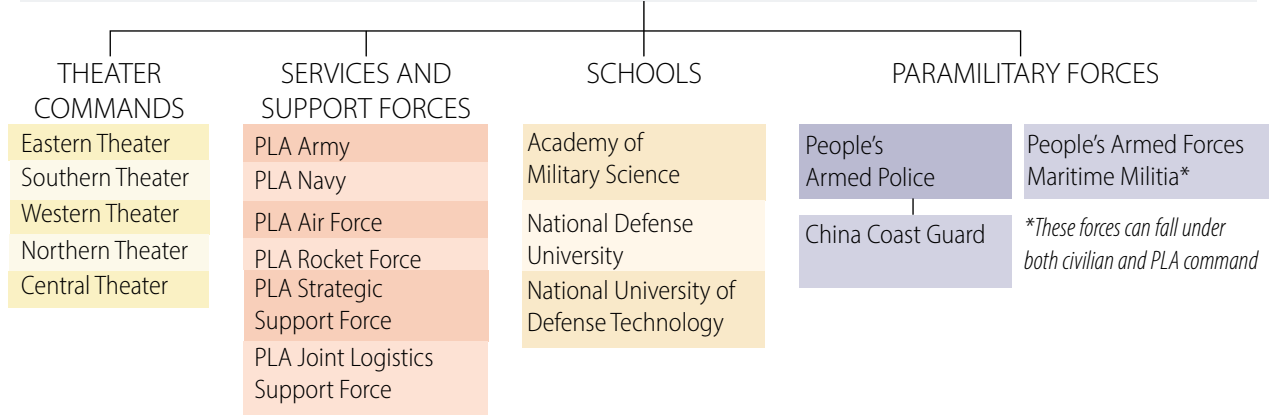 THEATER
COMMANDS
Eastern Theater
Southern Theater
Western Theater
Northern Theater
Central Theater
SERVICES AND
SUPPORT FORCES
PLA Army
PLA Navy
PLA Air Force
PLA Rocket Force
PLA Strategic
Support Force
PLA Joint Logistics
Support Force
SCHOOLS
Academy of
Military Science
National Defense
University
National University of
Defense Technology
PARAMILITARY FORCES
People's
Armed Police
China Coast Guard
People's Armed Forces
Maritime Militia*
*These forces can fall under
both civilian and PLA command